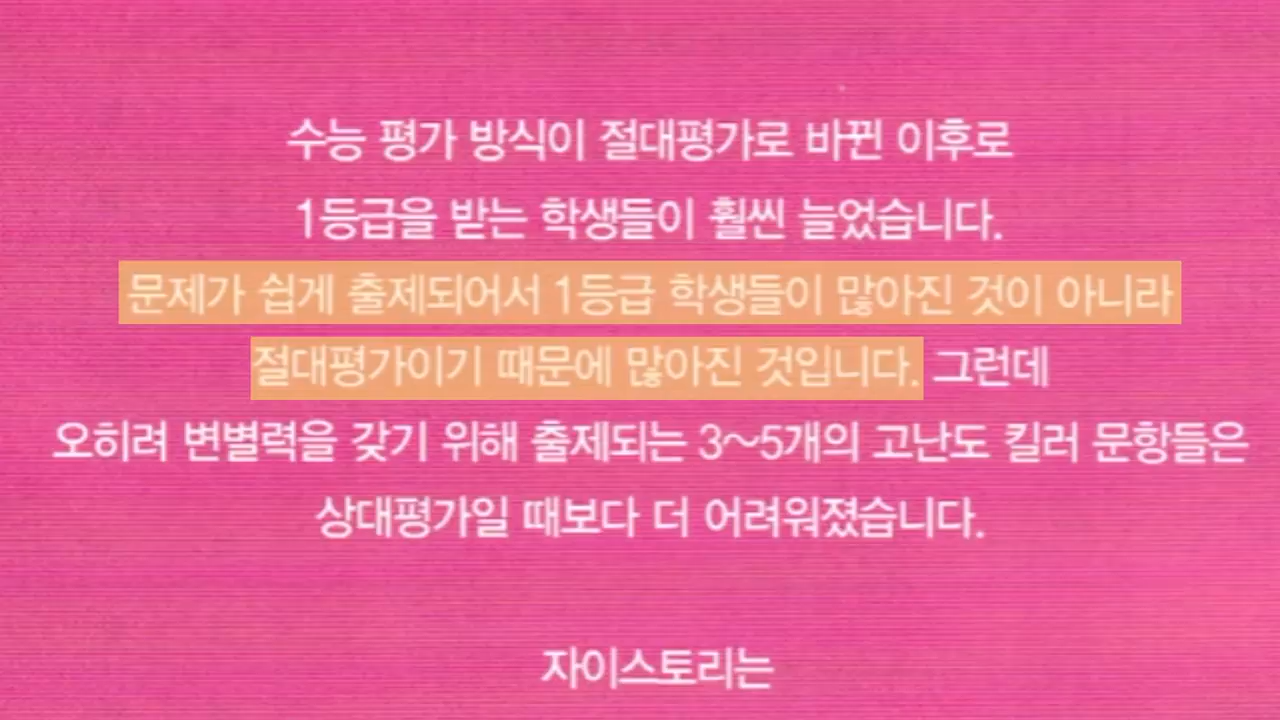 수능 평가 방식이 절대평가로 바뀐 이후로
1등급을 받는 학생들이 훨씬 늘었습니다.
문제가 쉽게 출제되어서 1등급 학생들이 많아진 것이 아니라
절대평가이기 때문에 많아진 것입니다. 그런데
오히려 변별력을 갖기 위해 출제되는 3~5개의 고난도 킬러 문항들은
상대평가일 때보다 더 어려워졌습니다.
자이스토리는